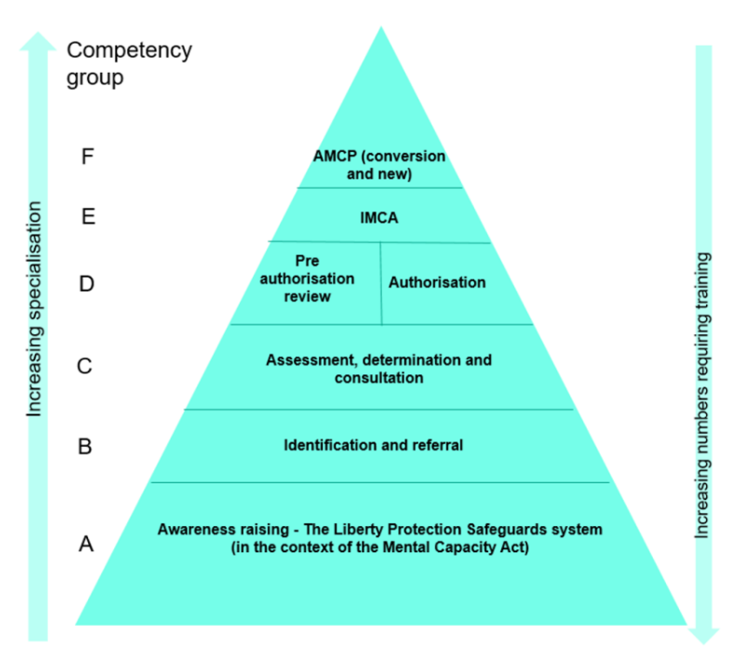 Competency
group
F
AMCP (conversion
and new)
E
IMCA
D
Pre
authorisation
review
Authorisation
C
Assessment, determination and
consultation
B
Identification and referral
A
Awareness raising - The Liberty Protection Safeguards system
(in the context of the Mental Capacity Act)
Increasing specialisation
Increasing numbers requiring training